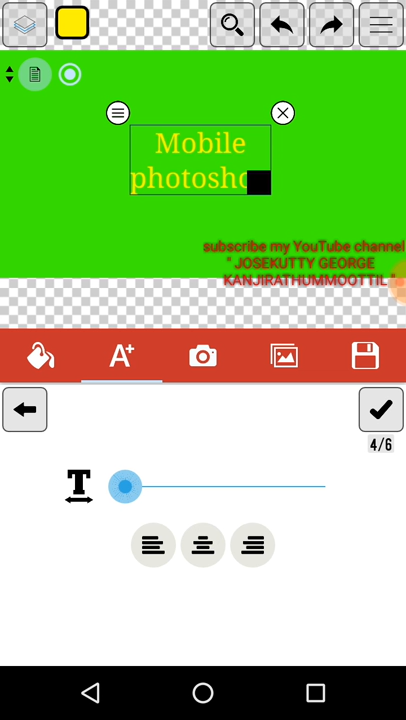 Mobile
photosho
subscribe my YouTube channel
" JOSEKUTTY GEORGE
KANJIRATHUMMOOTTIL "
A+
4/6
T